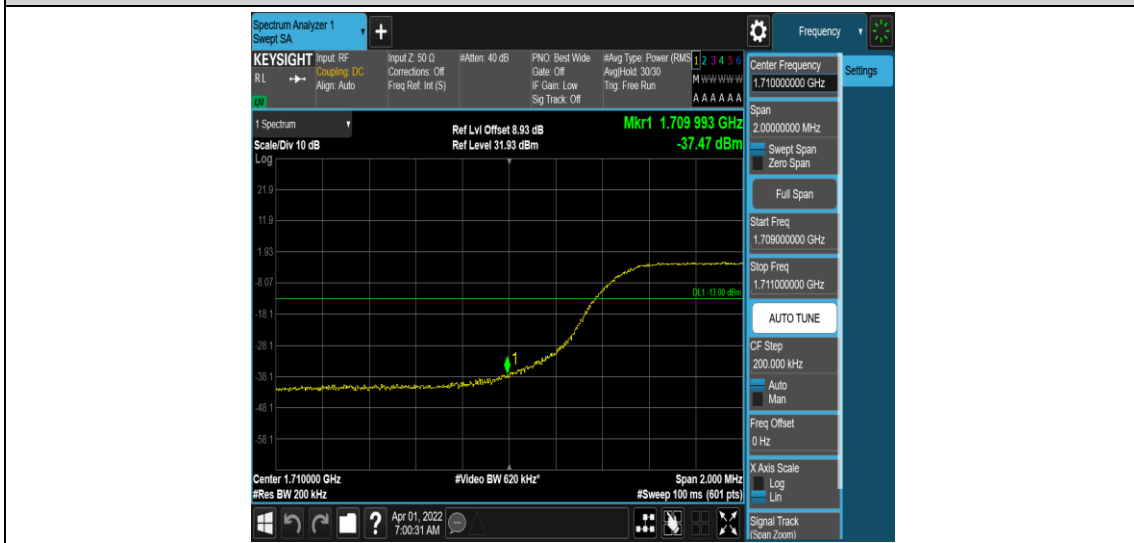 Spectrum Analyzer 1
Swept SA
Frequency
KEYSIGHT
RL
LXI
Input: RF
Coupling: DC
Align: Auto
Input Z: 50 Ω
Corrections: Off
Freq Ref: Int (S)
#Atten: 40 dB
PNO: Best Wide
Gate: Off
IF Gain: Low
Sig Track: Off
#Avg Type: Power (RMS
Avg|Hold: 30/30
Trig: Free Run
1 2 3 4 5 6
M W W W W W
A A A A A A
1 Spectrum
Scale/Div 10 dB
Log
Ref Lvl Offset 8.93 dB
Ref Level 31.93 dBm
Mkr1 1.709 993 GHz
-37.47 dBm
21.9
11.9
1.93
-8.07
-18.1
-28.1
-38.1
-48.1
-58.1
DL1 -13.00 dBm
1
Center 1.710000 GHz
#Res BW 200 kHz
#Video BW 620 kHz*
Span 2.000 MHz
#Sweep 100 ms (601 pts)
Apr 01, 2022
7:00:31 AM
Center Frequency
1.710000000 GHz
Settings
Span
2.00000000 MHz
Swept Span
Zero Span
Full Span
Start Freq
1.709000000 GHz
Stop Freq
1.711000000 GHz
AUTO TUNE
CF Step
200.000 kHz
Auto
Man
Freq Offset
0 Hz
X Axis Scale
Log
Lin
Signal Track
(Span Zoom)